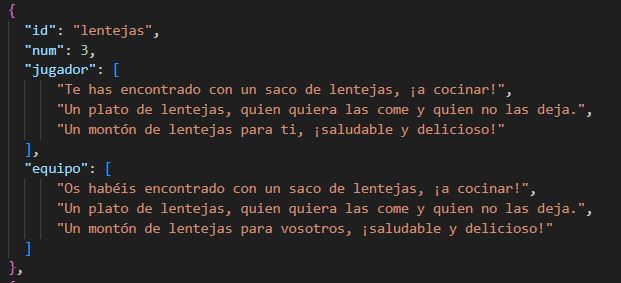 {
"id": "lentejas",
"num": 3,
"jugador": [
"Te has encontrado con un saco de lentejas, ¡a cocinar!",
"Un plato de lentejas, quien quiera las come y quien no las deja.",
"Un montón de lentejas para ti, ¡saludable y delicioso!"
],
"equipo": [
"Os habéis encontrado con un saco de lentejas, ¡a cocinar!",
"Un plato de lentejas, quien quiera las come y quien no las deja.",
"Un montón de lentejas para vosotros, ¡saludable y delicioso!"
]
},